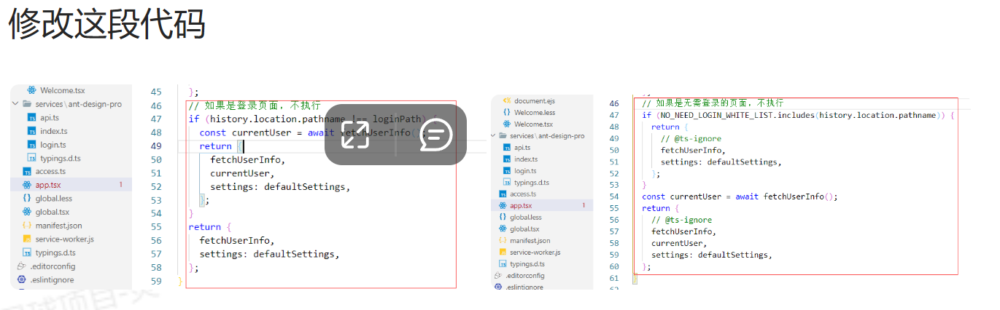 修改这段代码
Welcome.tsx
services\ant-design-pro
api.ts
index.ts
login.ts
typings.d.ts
access.ts
app.tsx 1
global.less
global.tsx
manifest.json
service-worker.js
typings.d.ts
.editorconfig
.eslintignore
45 };
46 // 如果是登录页面，不执行
47 if (history.location.pathname !== loginPath) {
48 const currentUser = await fetchUserInfo();
49 return {
50 fetchUserInfo,
51 currentUser,
52 settings: defaultSettings,
53 };
54 }
55 return {
56 fetchUserInfo,
57 settings: defaultSettings,
58 };
59 }
document.ejs
Welcome.less
Welcome.tsx
services\ant-design-pro
api.ts
index.ts
login.ts
typings.d.ts
access.ts
app.tsx 1
global.less
global.tsx
manifest.json
service-worker.js
typings.d.ts
.editorconfig
.eslintignore
46 // 如果是无需登录的页面，不执行
47 if (NO_NEED_LOGIN_WHITE_LIST.includes(history.location.pathname)) {
48 return {
49 // @ts-ignore
50 fetchUserInfo,
51 settings: defaultSettings,
52 };
53 }
54 const currentUser = await fetchUserInfo();
55 return {
56 // @ts-ignore
57 fetchUserInfo,
58 currentUser,
59 settings: defaultSettings,
60 };
61 }